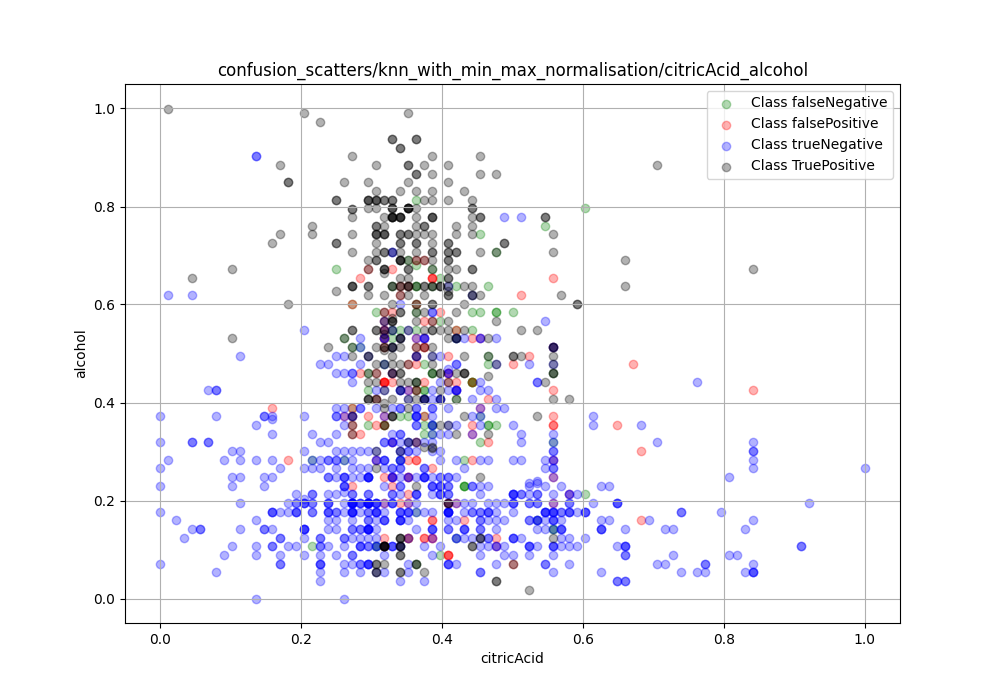 confusion_scatters/knn_with_min_max_normalisation/citricAcid_alcohol
Class falseNegative
Class falsePositive
Class trueNegative
Class TruePositive
1.0
0.8
0.6
0.4
0.2
0.0
alcohol
0.0 0.2 0.4 0.6 0.8 1.0
citricAcid